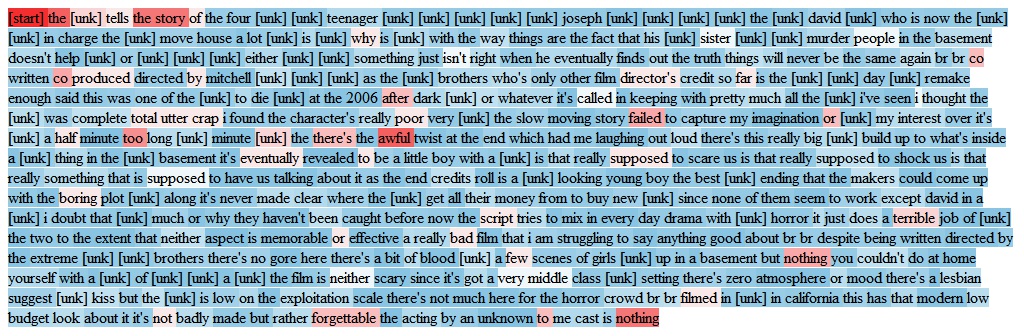 [start] the [unk] tells the story of the four [unk] [unk] teenager [unk] [unk] [unk] [unk] [unk] joseph [unk] [unk] [unk] [unk] the [unk] david [unk] who is now the [unk]
[unk] in charge the [unk] move house a lot [unk] is [unk] why is [unk] with the way things are the fact that his [unk] sister [unk] [unk] murder people in the basement
doesn't help [unk] or [unk] [unk] [unk] either [unk] [unk] something just isn't right when he eventually finds out the truth things will never be the same again br br co
written co produced directed by mitchell [unk] [unk] [unk] as the [unk] brothers who's only other film director's credit so far is the [unk] [unk] day [unk] remake
enough said this was one of the [unk] to die [unk] at the 2006 after dark [unk] or whatever it's called in keeping with pretty much all the [unk] i've seen i thought the
[unk] was complete total utter crap i found the character's really poor very [unk] the slow moving story failed to capture my imagination or [unk] my interest over it's
[unk] a half minute too long [unk] minute [unk] the there's the awful twist at the end which had me laughing out loud there's this really big [unk] build up to what's inside
a [unk] thing in the [unk] basement it's eventually revealed to be a little boy with a [unk] is that really supposed to scare us is that really supposed to shock us is that
really something that is supposed to have us talking about it as the end credits roll is a [unk] looking young boy the best [unk] ending that the makers could come up
with the boring plot [unk] along it's never made clear where the [unk] get all their money from to buy new [unk] since none of them seem to work except david in a
[unk] i doubt that [unk] much or why they haven't been caught before now the script tries to mix in every day drama with [unk] horror it just does a terrible job of [unk]
the two to the extent that neither aspect is memorable or effective a really bad film that i am struggling to say anything good about br br despite being written directed by
the extreme [unk] brothers there's no gore here there's a bit of blood [unk] a few scenes of girls [unk] up in a basement but nothing you couldn't do at home
yourself with a [unk] of [unk] [unk] a [unk] the film is neither scary since it's got a very middle class [unk] setting there's zero atmosphere or mood there's a lesbian
suggest [unk] kiss but the [unk] is low on the exploitation scale there's not much here for the horror crowd br br filmed in [unk] in california this has that modern low
budget look about it it's not badly made but rather forgettable the acting by an unknown to me cast is nothing